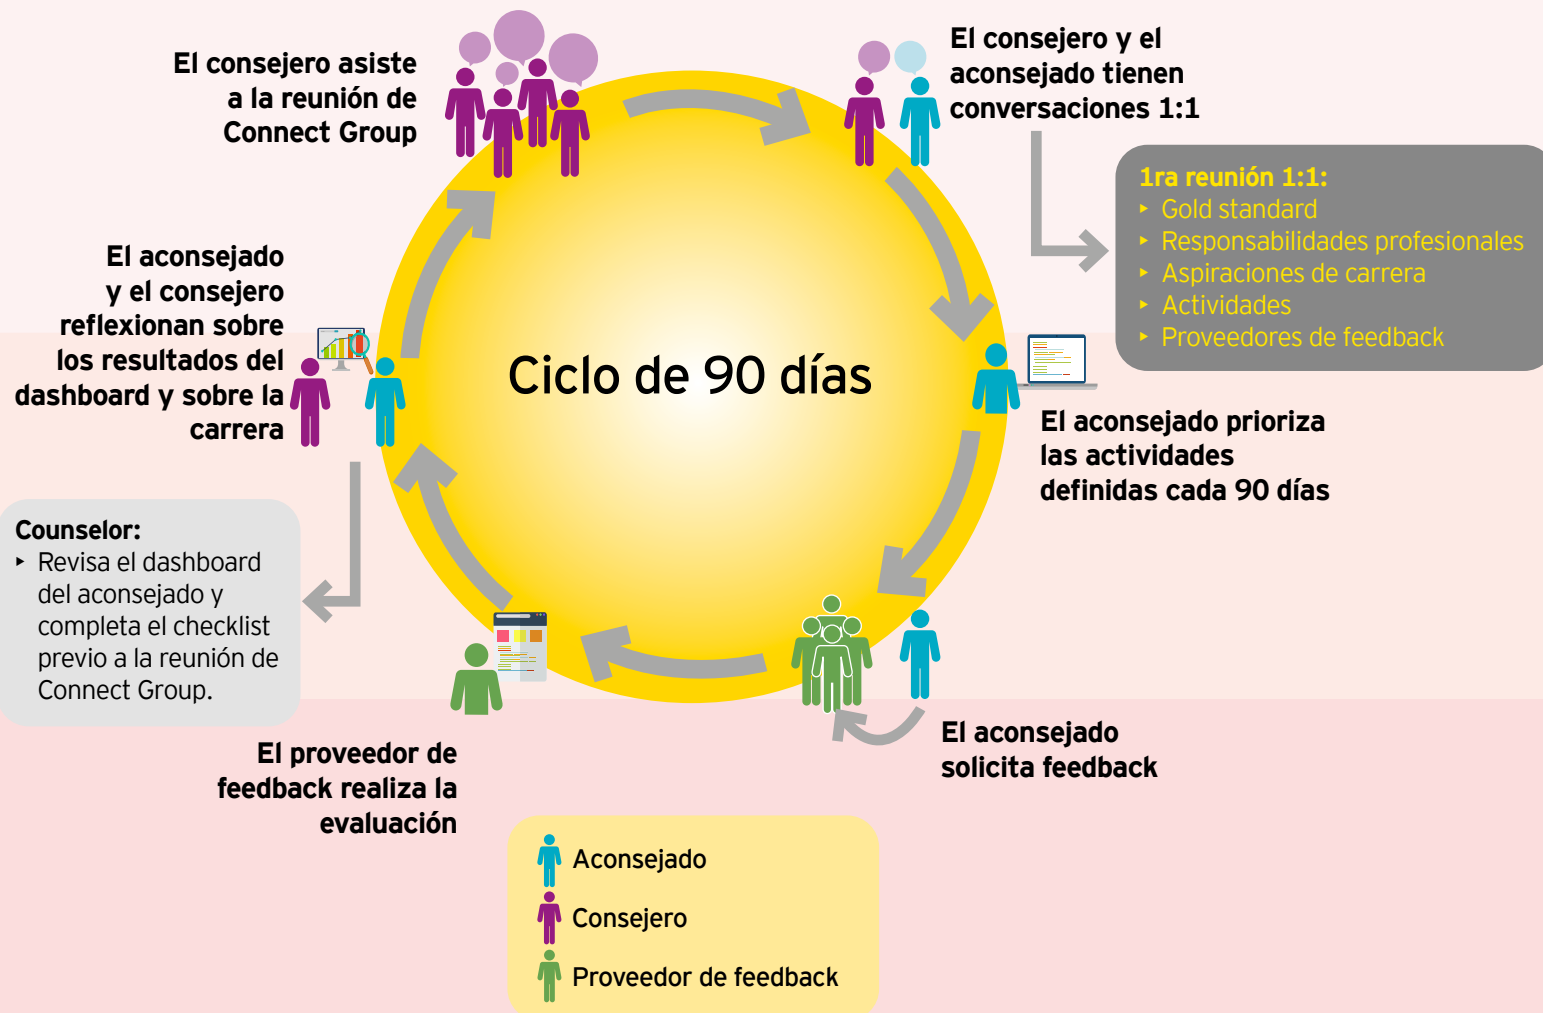 El consejero asiste
a la reunión de
Connect Group
El consejero y el
aconsejado tienen
conversaciones 1:1
1ra reunión 1:1:
▸ Gold standard
▸ Responsabilidades profesionales
▸ Aspiraciones de carrera
▸ Actividades
▸ Proveedores de feedback
El aconsejado
y el consejero
reflexionan sobre
los resultados del
dashboard y sobre la
carrera
Ciclo de 90 días
El aconsejado prioriza
las actividades
definidas cada 90 días
Counselor:
▸ Revisa el dashboard
del aconsejado y
completa el checklist
previo a la reunión de
Connect Group.
El proveedor de
feedback realiza la
evaluación
El aconsejado
solicita feedback
Aconsejado
Consejero
Proveedor de feedback